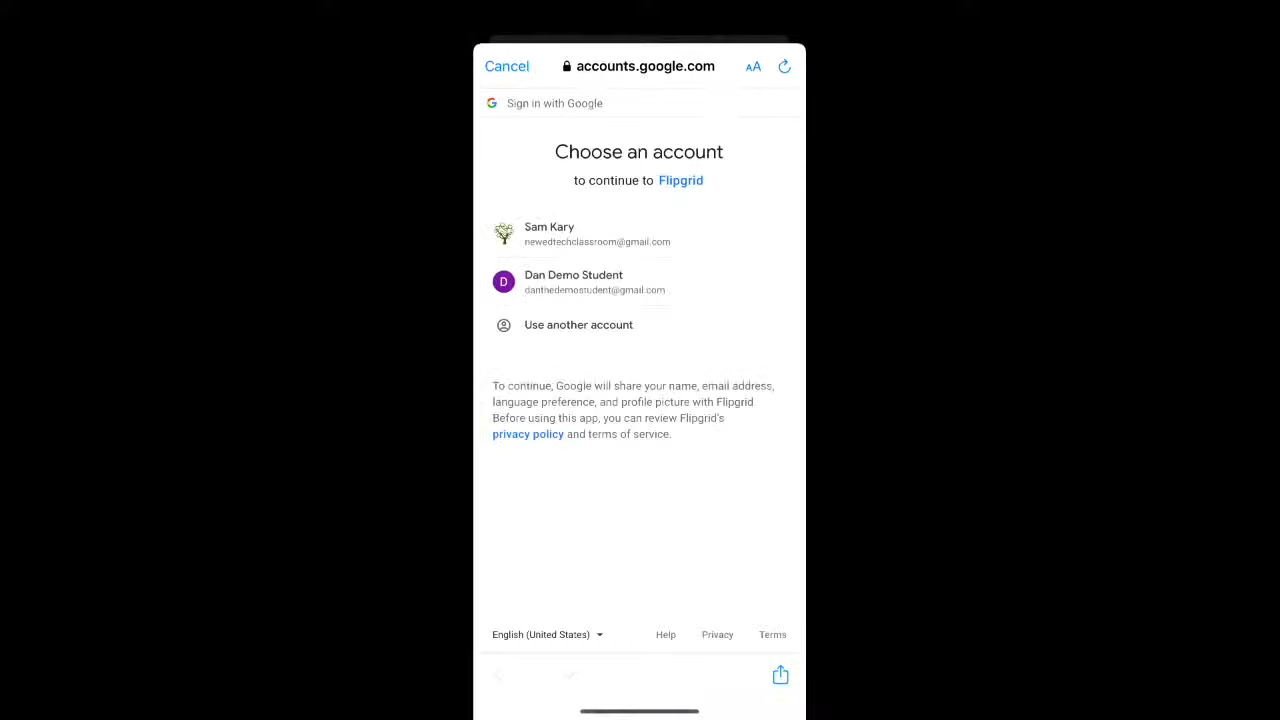 Cancel
accounts.google.com
AA
Sign in with Google
Choose an account
to continue to Flipgrid
Sam Kary
newedtechclassroom@gmail.com
D
Dan Demo Student
danthedemostudent@gmail.com
Use another account
To continue, Google will share your name, email address,
language preference, and profile picture with Flipgrid
Before using this app, you can review Flipgrid's
privacy policy and terms of service.
English (United States)
Help
Privacy
Terms